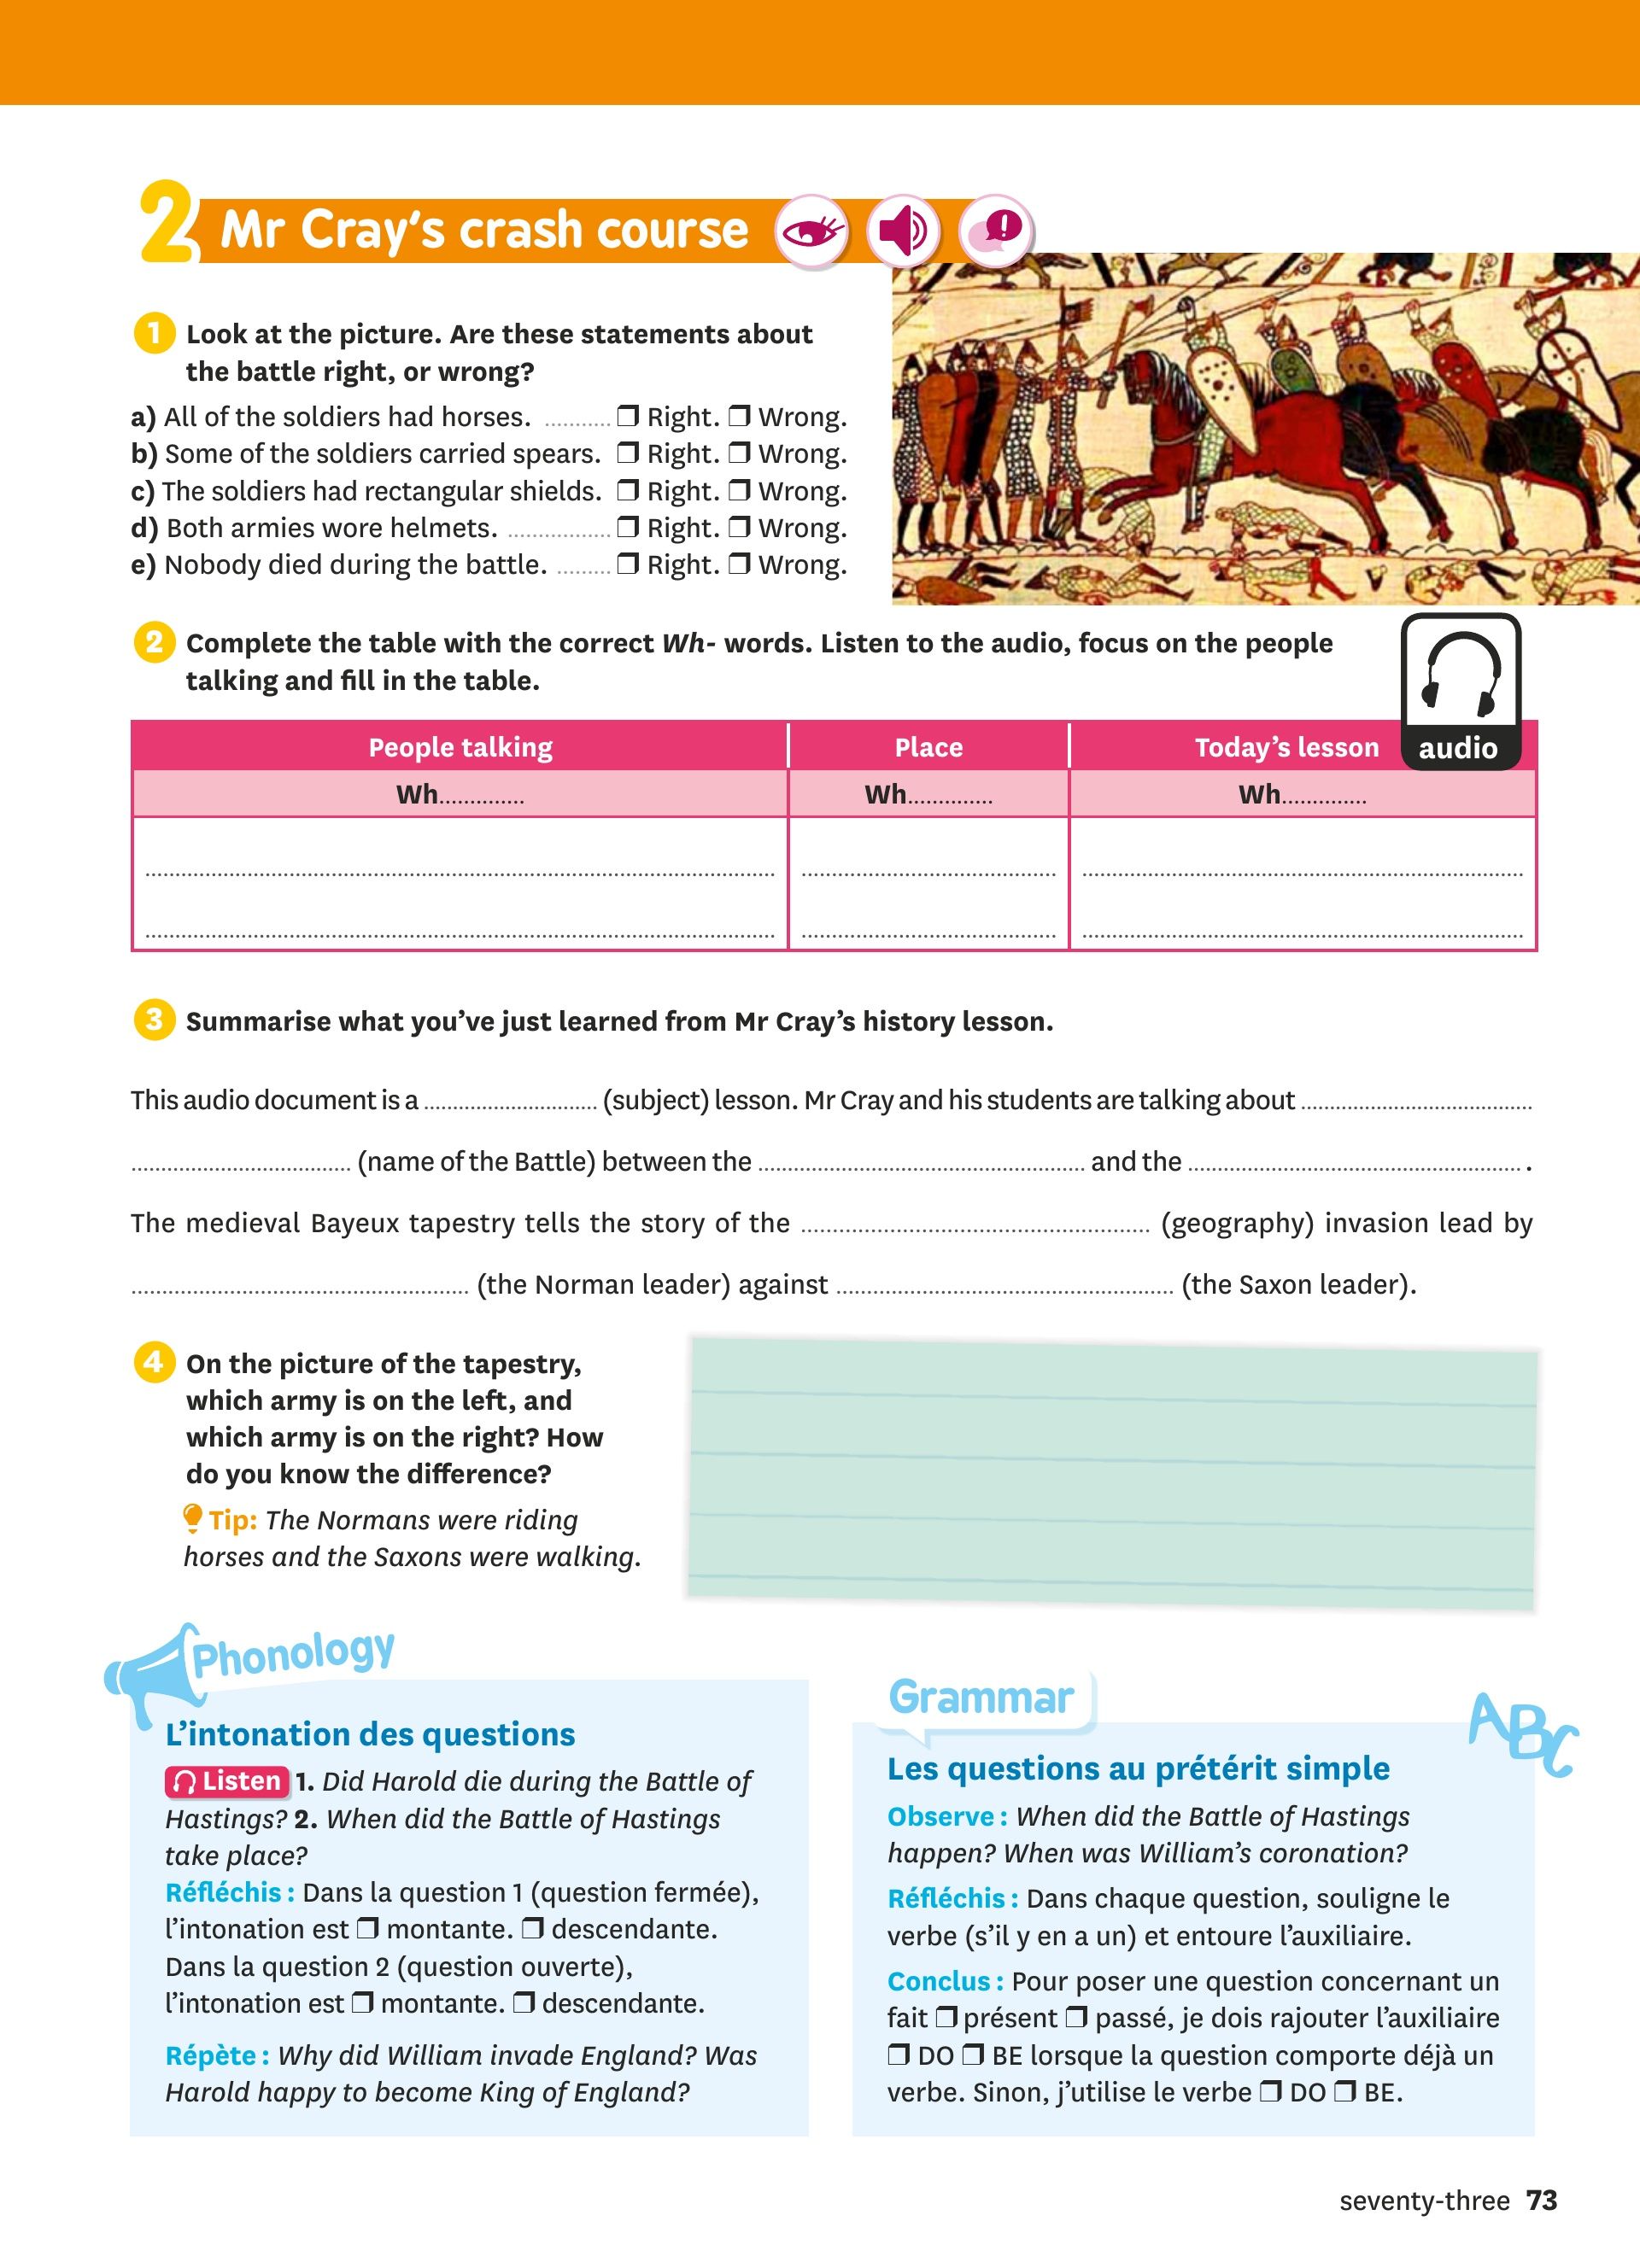 2 Mr Cray's crash course
1 Look at the picture. Are these statements about
the battle right, or wrong?
a) All of the soldiers had horses. ........... ❒ Right. ❒ Wrong.
b) Some of the soldiers carried spears. ❒ Right. ❒ Wrong.
c) The soldiers had rectangular shields. ❒ Right. ❒ Wrong.
d) Both armies wore helmets. ................. ❒ Right. ❒ Wrong.
e) Nobody died during the battle. ......... ❒ Right. ❒ Wrong.
2 Complete the table with the correct Wh- words. Listen to the audio, focus on the people
talking and fill in the table.
audio
People talking Place Today's lesson
Wh.............. Wh.............. Wh..............
3 Summarise what you've just learned from Mr Cray's history lesson.
This audio document is a ............................. (subject) lesson. Mr Cray and his students are talking about .......................................
..................................... (name of the Battle) between the ....................................................... and the ........................................................ .
The medieval Bayeux tapestry tells the story of the .......................................................... (geography) invasion lead by
......................................................... (the Norman leader) against ......................................................... (the Saxon leader).
4 On the picture of the tapestry,
which army is on the left, and
which army is on the right? How
do you know the difference?
Tip: The Normans were riding
horses and the Saxons were walking.
Phonology
L'intonation des questions
Listen 1. Did Harold die during the Battle of
Hastings? 2. When did the Battle of Hastings
take place?
Réfléchis : Dans la question 1 (question fermée),
l'intonation est ❒ montante. ❒ descendante.
Dans la question 2 (question ouverte),
l'intonation est ❒ montante. ❒ descendante.
Répète : Why did William invade England? Was
Harold happy to become King of England?
Grammar
ABC
Les questions au prétérit simple
Observe : When did the Battle of Hastings
happen? When was William's coronation?
Réfléchis : Dans chaque question, souligne le
verbe (s'il y en a un) et entoure l'auxiliaire.
Conclus : Pour poser une question concernant un
fait ❒ présent ❒ passé, je dois rajouter l'auxiliaire
❒ DO ❒ BE lorsque la question comporte déjà un
verbe. Sinon, j'utilise le verbe ❒ DO ❒ BE.
seventy-three 73